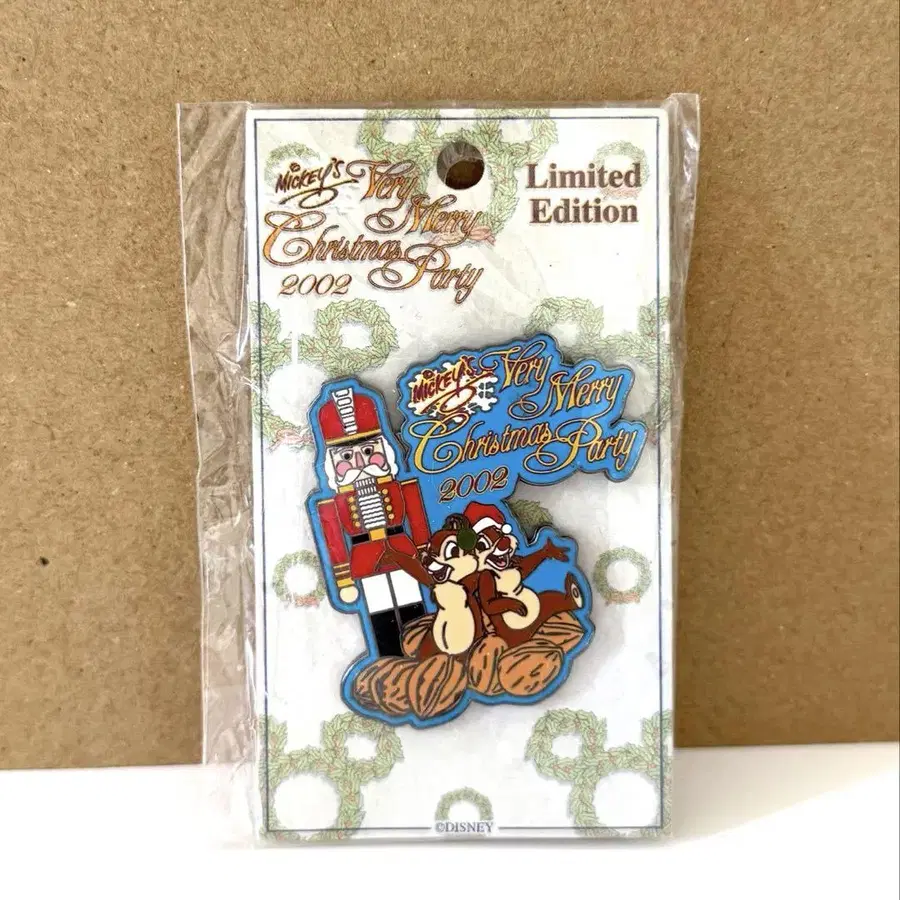 Mickey's Very
Merry
Christmas Party
2002
Limited
Edition
Mickey's Very
Merry
Christmas Party
2002
©DISNEY